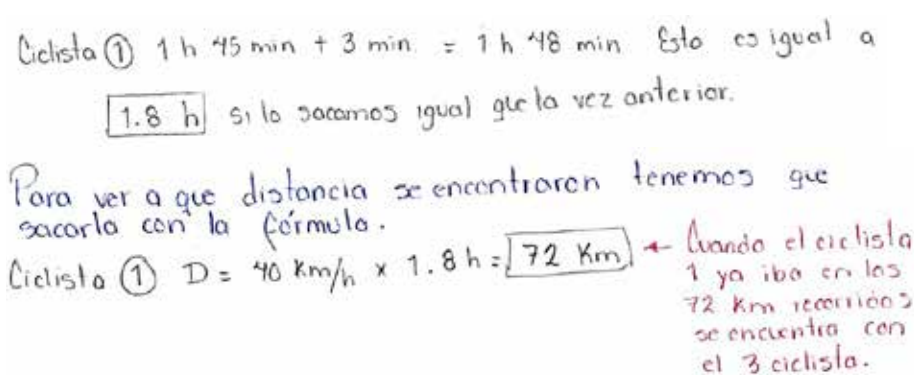 Ciclista ① 1 h 45 min + 3 min = 1 h 48 min Esto es igual a
1.8 h si lo sacamos igual que la vez anterior.
Para ver a que distancia se encontraron tenemos que
sacarla con la fórmula.
Ciclista ① D = 40 Km/h x 1.8 h = 72 Km ← Cuando el ciclista
1 ya iba en los
72 Km recorridos
se encuentra con
el 3 ciclista.